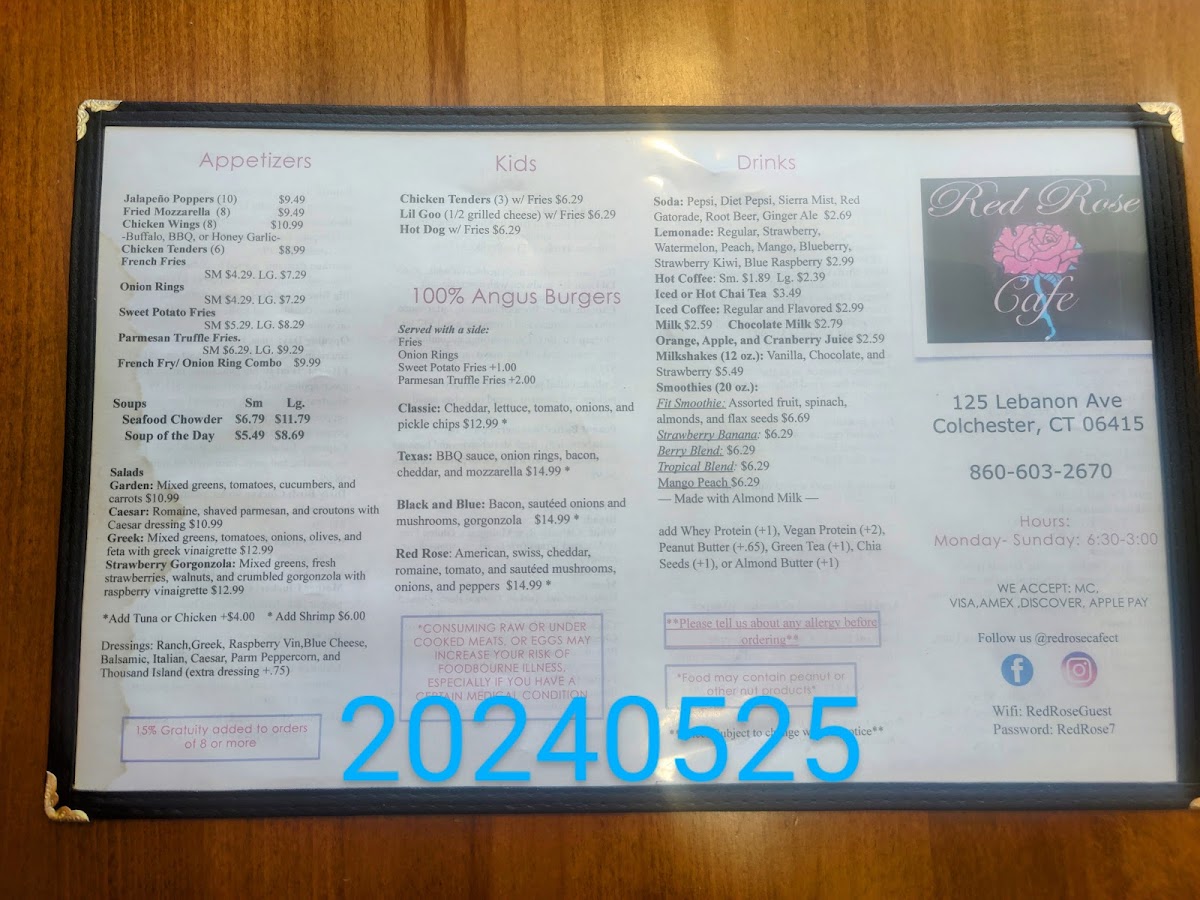 Appetizers
Jalapeño Poppers (10) $9.49
Fried Mozzarella (8) $9.49
Chicken Wings (8) $10.99
-Buffalo, BBQ, or Honey Garlic-
Chicken Tenders (6) $8.99
French Fries
SM $4.29. LG. $7.29
Onion Rings
SM $4.29. LG. $7.29
Sweet Potato Fries
SM $5.29. LG. $8.29
Parmesan Truffle Fries.
SM $6.29. LG. $9.29
French Fry/ Onion Ring Combo $9.99
Soups Sm Lg.
Seafood Chowder $6.79 $11.79
Soup of the Day $5.49 $8.69
Salads
Garden: Mixed greens, tomatoes, cucumbers, and
carrots $10.99
Caesar: Romaine, shaved parmesan, and croutons with
Caesar dressing $10.99
Greek: Mixed greens, tomatoes, onions, olives, and
feta with greek vinaigrette $12.99
Strawberry Gorgonzola: Mixed greens, fresh
strawberries, walnuts, and crumbled gorgonzola with
raspberry vinaigrette $12.99
*Add Tuna or Chicken +$4.00 * Add Shrimp $6.00
Dressings: Ranch,Greek, Raspberry Vin,Blue Cheese,
Balsamic, Italian, Caesar, Parm Peppercorn, and
Thousand Island (extra dressing +.75)
15% Gratuity added to orders
of 8 or more
Kids
Chicken Tenders (3) w/ Fries $6.29
Lil Goo (1/2 grilled cheese) w/ Fries $6.29
Hot Dog w/ Fries $6.29
100% Angus Burgers
Served with a side:
Fries
Onion Rings
Sweet Potato Fries +1.00
Parmesan Truffle Fries +2.00
Classic: Cheddar, lettuce, tomato, onions, and
pickle chips $12.99 *
Texas: BBQ sauce, onion rings, bacon,
cheddar, and mozzarella $14.99 *
Black and Blue: Bacon, sautéed onions and
mushrooms, gorgonzola $14.99 *
Red Rose: American, swiss, cheddar,
romaine, tomato, and sautéed mushrooms,
onions, and peppers $14.99 *
*CONSUMING RAW OR UNDER
COOKED MEATS, OR EGGS MAY
INCREASE YOUR RISK OF
FOODBOURNE ILLNESS,
ESPECIALLY IF YOU HAVE A
CERTAIN MEDICAL CONDITION
Drinks
Soda: Pepsi, Diet Pepsi, Sierra Mist, Red
Gatorade, Root Beer, Ginger Ale $2.69
Lemonade: Regular, Strawberry,
Watermelon, Peach, Mango, Blueberry,
Strawberry Kiwi, Blue Raspberry $2.99
Hot Coffee: Sm. $1.89 Lg. $2.39
Iced or Hot Chai Tea $3.49
Iced Coffee: Regular and Flavored $2.99
Milk $2.59 Chocolate Milk $2.79
Orange, Apple, and Cranberry Juice $2.59
Milkshakes (12 oz.): Vanilla, Chocolate, and
Strawberry $5.49
Smoothies (20 oz.):
Fit Smoothie: Assorted fruit, spinach,
almonds, and flax seeds $6.69
Strawberry Banana: $6.29
Berry Blend: $6.29
Tropical Blend: $6.29
Mango Peach $6.29
— Made with Almond Milk —
add Whey Protein (+1), Vegan Protein (+2),
Peanut Butter (+.65), Green Tea (+1), Chia
Seeds (+1), or Almond Butter (+1)
**Please tell us about any allergy before
ordering**
*Food may contain peanut or
other nut products*
subject to change
Red Rose
Cafe
125 Lebanon Ave
Colchester, CT 06415
860-603-2670
Hours:
Monday- Sunday: 6:30-3:00
WE ACCEPT: MC,
VISA,AMEX ,DISCOVER, APPLE PAY
Follow us @redrosecafect
f
Wifi: RedRoseGuest
Password: RedRose7
20240525